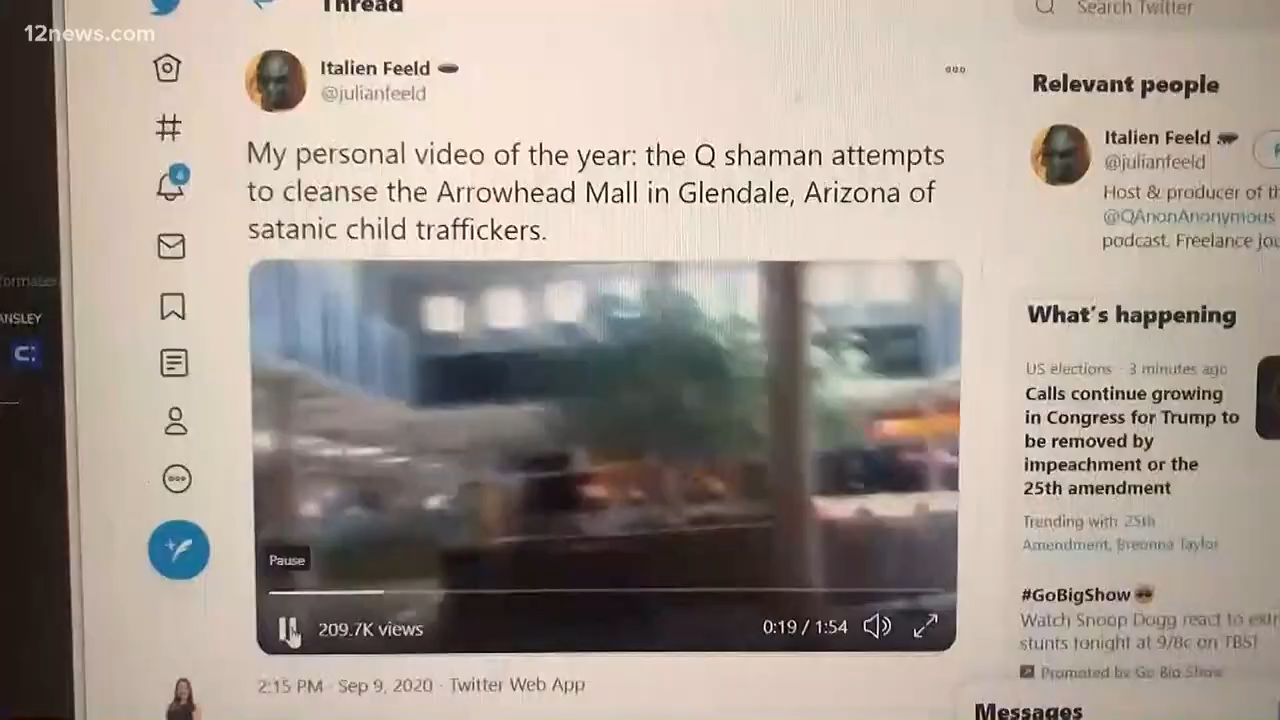 12news.com
Thread
Search Twitter
Italien Feeld
@julianfeeld
My personal video of the year: the Q shaman attempts
to cleanse the Arrowhead Mall in Glendale, Arizona of
satanic child traffickers.
Pause
209.7K views
0:19 / 1:54
2:15 PM · Sep 9, 2020 · Twitter Web App
4
ANSLEY
C:
Relevant people
Italien Feeld
@julianfeeld
Host & producer of th
@QAnonAnonymous
podcast. Freelance jou
What's happening
US elections · 3 minutes ago
Calls continue growing
in Congress for Trump to
be removed by
impeachment or the
25th amendment
Trending with 25th
Amendment, Breonna Taylor
#GoBigShow
Watch Snoop Dogg react to extr
stunts tonight at 9/8c on TBS!
Promoted by Go Big Show
Messages